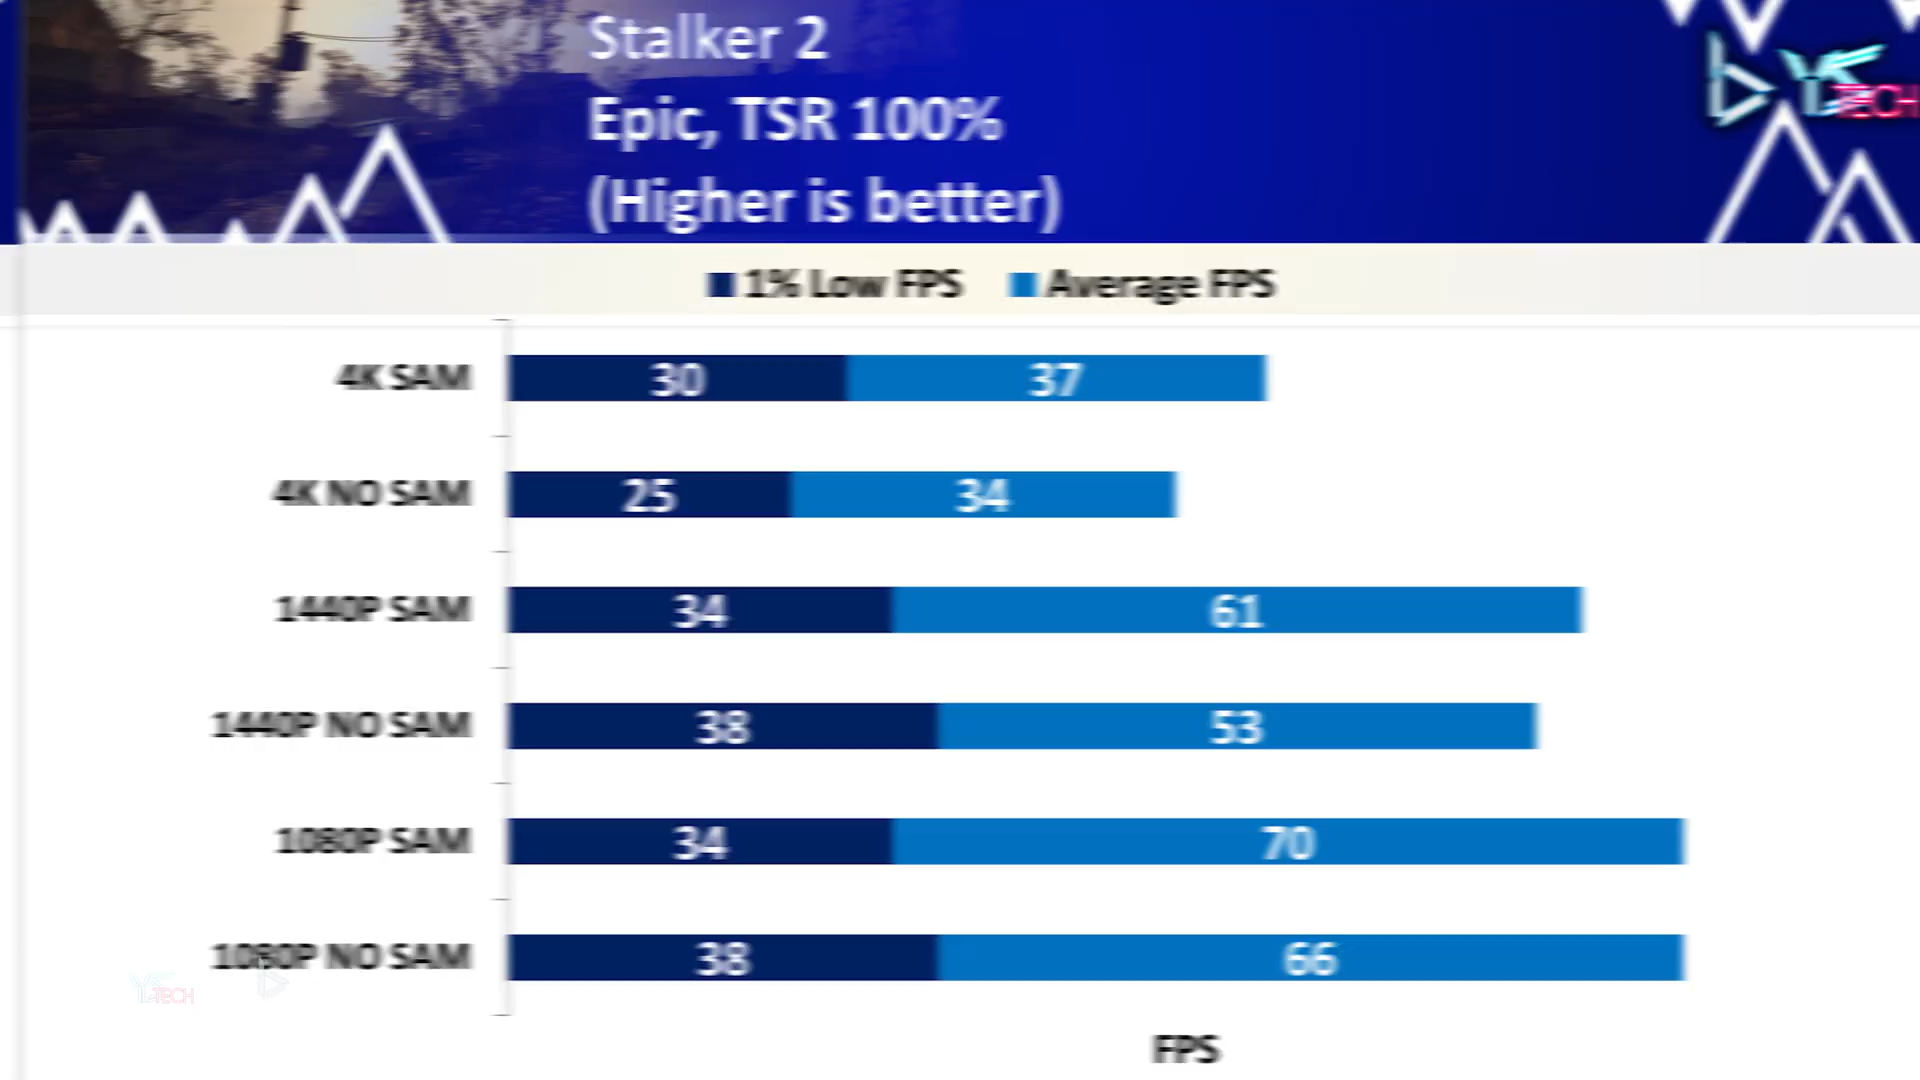 Stalker 2
Epic, TSR 100%
(Higher is better)
TECH
1% Low FPS Average FPS
4K SAM 30 37
4K NO SAM 25 34
1440P SAM 34 61
1440P NO SAM 38 53
1080P SAM 34 70
1080P NO SAM 38 66
TECH
FPS